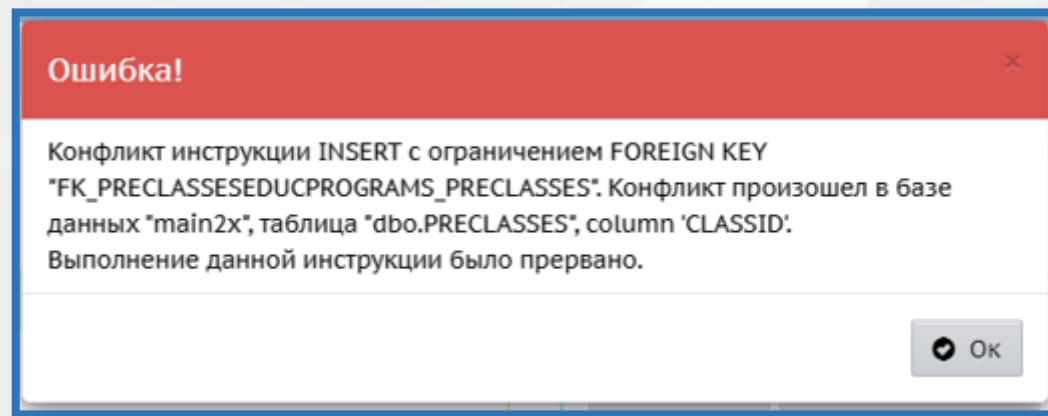 Ошибка!
×
Конфликт инструкции INSERT с ограничением FOREIGN KEY
"FK_PRECLASSESEDUCPROGRAMS_PRECLASSES". Конфликт произошел в базе
данных "main2x", таблица "dbo.PRECLASSES", column 'CLASSID'.
Выполнение данной инструкции было прервано.
Ок